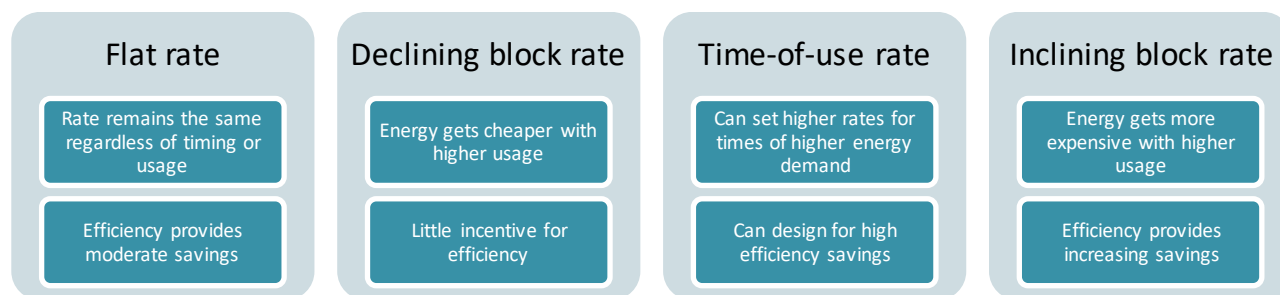 Flat rate
Rate remains the same
regardless of timing or
usage
Efficiency provides
moderate savings
Declining block rate
Energy gets cheaper with
higher usage
Little incentive for
efficiency
Time-of-use rate
Can set higher rates for
times of higher energy
demand
Can design for high
efficiency savings
Inclining block rate
Energy gets more
expensive with higher
usage
Efficiency provides
increasing savings